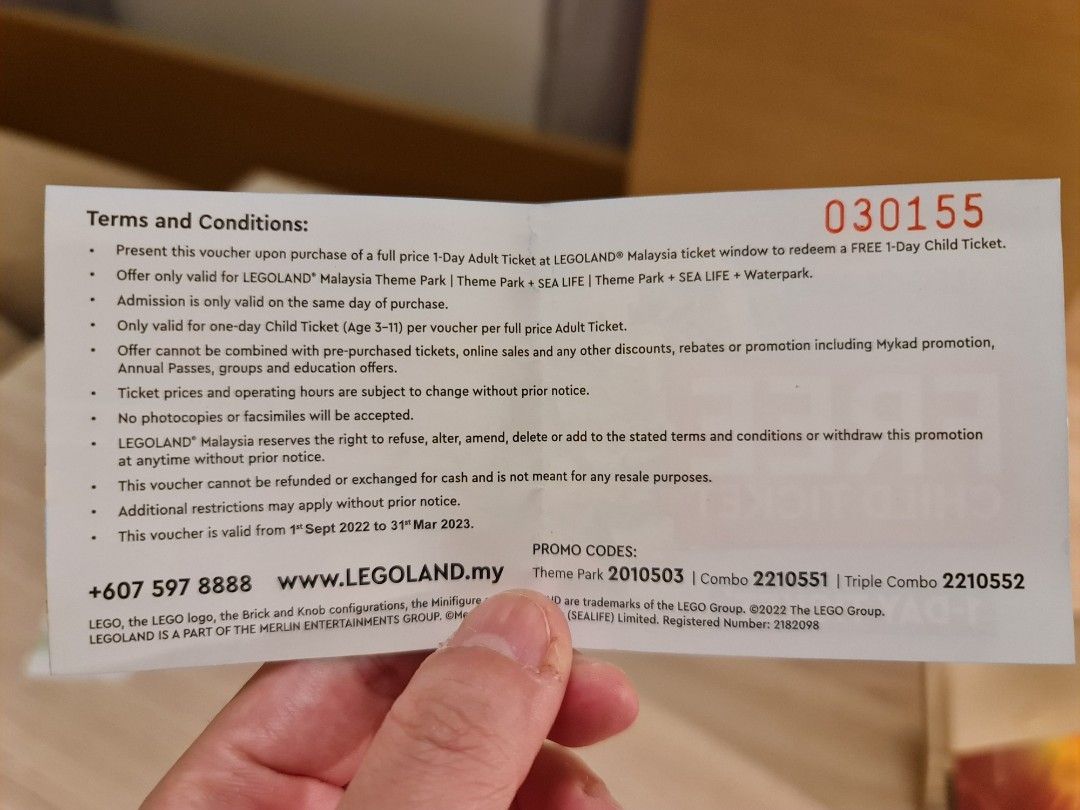 030155
Terms and Conditions:
• Present this voucher upon purchase of a full price 1-Day Adult Ticket at LEGOLAND® Malaysia ticket window to redeem a FREE 1-Day Child Ticket.
• Offer only valid for LEGOLAND® Malaysia Theme Park | Theme Park + SEA LIFE | Theme Park + SEA LIFE + Waterpark.
• Admission is only valid on the same day of purchase.
• Only valid for one-day Child Ticket (Age 3–11) per voucher per full price Adult Ticket.
• Offer cannot be combined with pre-purchased tickets, online sales and any other discounts, rebates or promotion including Mykad promotion,
Annual Passes, groups and education offers.
• Ticket prices and operating hours are subject to change without prior notice.
• No photocopies or facsimiles will be accepted.
• LEGOLAND® Malaysia reserves the right to refuse, alter, amend, delete or add to the stated terms and conditions or withdraw this promotion
at anytime without prior notice.
• This voucher cannot be refunded or exchanged for cash and is not meant for any resale purposes.
• Additional restrictions may apply without prior notice.
• This voucher is valid from 1st Sept 2022 to 31st Mar 2023.
PROMO CODES:
+607 597 8888 www.LEGOLAND.my Theme Park 2010503 | Combo 2210551 | Triple Combo 2210552
LEGO, the LEGO logo, the Brick and Knob configurations, the Minifigure are trademarks of the LEGO Group. ©2022 The LEGO Group.
LEGOLAND IS A PART OF THE MERLIN ENTERTAINMENTS GROUP. (SEALIFE) Limited. Registered Number: 2182098